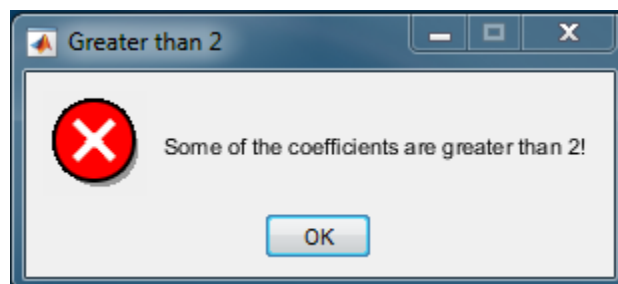 Greater than 2
Some of the coefficients are greater than 2!
OK